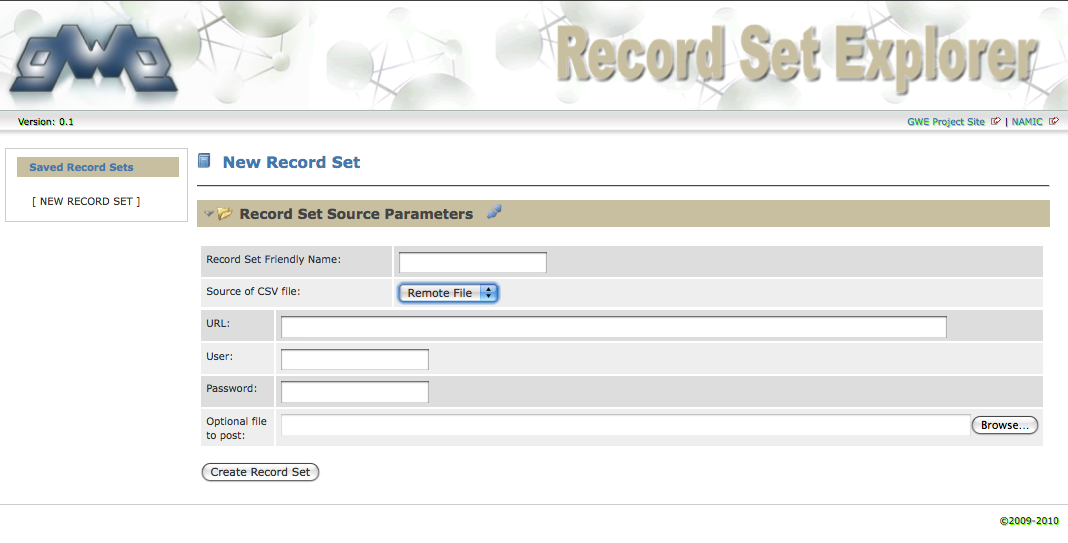 gwe
Record Set Explorer
Version: 0.1
GWE Project Site | NAMIC
Saved Record Sets
[ NEW RECORD SET ]
New Record Set
Record Set Source Parameters
Record Set Friendly Name:
Source of CSV file:
Remote File
URL:
User:
Password:
Optional file
to post:
Browse...
Create Record Set
©2009-2010